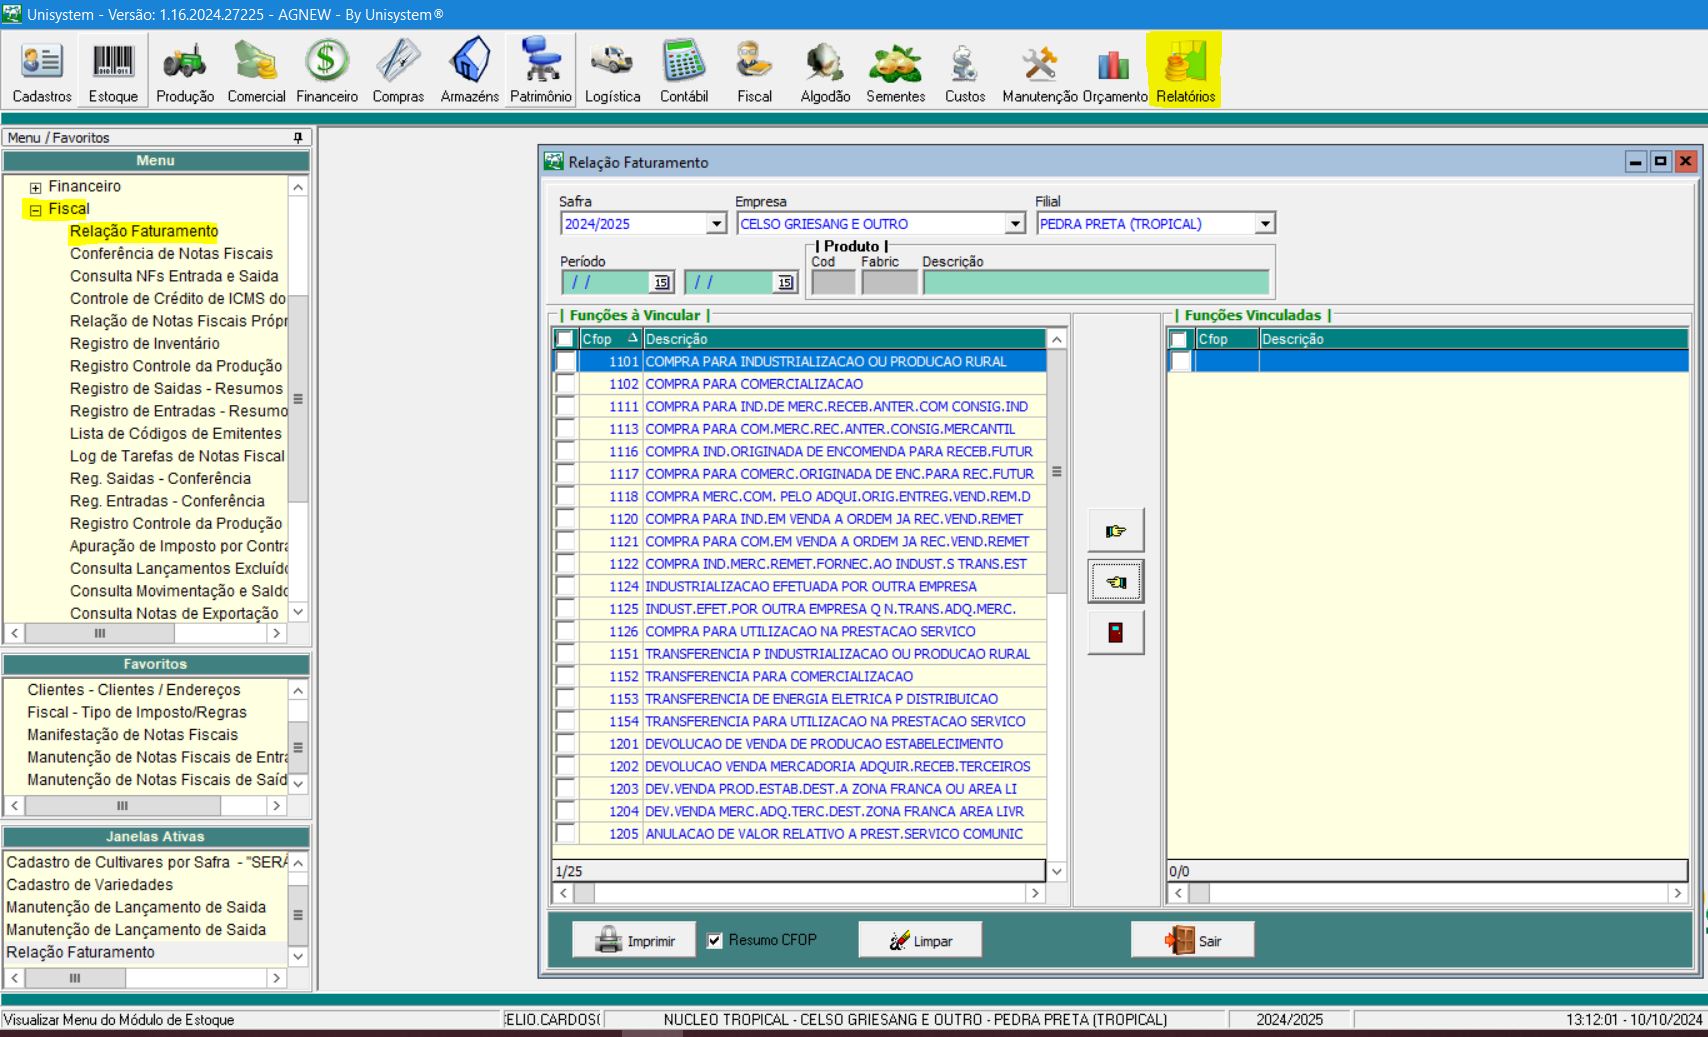 Unisystem - Versão: 1.16.2024.27225 - AGNEW - By Unisystem®
Cadastros Estoque Produção Comercial Financeiro Compras Armazéns Patrimônio Logística Contábil Fiscal Algodão Sementes Custos Manutenção Orçamento Relatórios
Menu / Favoritos
Menu
Financeiro
Fiscal
Relação Faturamento
Conferência de Notas Fiscais
Consulta NFs Entrada e Saida
Controle de Crédito de ICMS do
Relação de Notas Fiscais Própr
Registro de Inventário
Registro Controle da Produção
Registro de Saidas - Resumos
Registro de Entradas - Resumo
Lista de Códigos de Emitentes
Log de Tarefas de Notas Fiscal
Reg. Saidas - Conferência
Reg. Entradas - Conferência
Registro Controle da Produção
Apuração de Imposto por Contra
Consulta Lançamentos Excluído
Consulta Movimentação e Saldo
Consulta Notas de Exportação
Favoritos
Clientes - Clientes / Endereços
Fiscal - Tipo de Imposto/Regras
Manifestação de Notas Fiscais
Manutenção de Notas Fiscais de Entra
Manutenção de Notas Fiscais de Saíd
Janelas Ativas
Cadastro de Cultivares por Safra - "SERÁ
Cadastro de Variedades
Manutenção de Lançamento de Saida
Manutenção de Lançamento de Saida
Relação Faturamento
Relação Faturamento
Safra Empresa Filial
2024/2025 CELSO GRIESANG E OUTRO PEDRA PRETA (TROPICAL)
Período | Produto |
Cod Fabric Descrição
/ / 15 / / 15
| Funções à Vincular |
Cfop Descrição
1101 COMPRA PARA INDUSTRIALIZACAO OU PRODUCAO RURAL
1102 COMPRA PARA COMERCIALIZACAO
1111 COMPRA PARA IND.DE MERC.RECEB.ANTER.COM CONSIG.IND
1113 COMPRA PARA COM.MERC.REC.ANTER.CONSIG.MERCANTIL
1116 COMPRA IND.ORIGINADA DE ENCOMENDA PARA RECEB.FUTUR
1117 COMPRA PARA COMERC.ORIGINADA DE ENC.PARA REC.FUTUR
1118 COMPRA MERC.COM. PELO ADQUI.ORIG.ENTREG.VEND.REM.D
1120 COMPRA PARA IND.EM VENDA A ORDEM JA REC.VEND.REMET
1121 COMPRA PARA COM.EM VENDA A ORDEM JA REC.VEND.REMET
1122 COMPRA IND.MERC.REMET.FORNEC.AO INDUST.S TRANS.EST
1124 INDUSTRIALIZACAO EFETUADA POR OUTRA EMPRESA
1125 INDUST.EFET.POR OUTRA EMPRESA Q N.TRANS.ADQ.MERC.
1126 COMPRA PARA UTILIZACAO NA PRESTACAO SERVICO
1151 TRANSFERENCIA P INDUSTRIALIZACAO OU PRODUCAO RURAL
1152 TRANSFERENCIA PARA COMERCIALIZACAO
1153 TRANSFERENCIA DE ENERGIA ELETRICA P DISTRIBUICAO
1154 TRANSFERENCIA PARA UTILIZACAO NA PRESTACAO SERVICO
1201 DEVOLUCAO DE VENDA DE PRODUCAO ESTABELECIMENTO
1202 DEVOLUCAO VENDA MERCADORIA ADQUIR.RECEB.TERCEIROS
1203 DEV.VENDA PROD.ESTAB.DEST.A ZONA FRANCA OU AREA LI
1204 DEV.VENDA MERC.ADQ.TERC.DEST.ZONA FRANCA AREA LIVR
1205 ANULACAO DE VALOR RELATIVO A PREST.SERVICO COMUNIC
1/25
| Funções Vinculadas |
Cfop Descrição
0/0
Imprimir Resumo CFOP Limpar Sair
Visualizar Menu do Módulo de Estoque ELIO.CARDOS( NUCLEO TROPICAL - CELSO GRIESANG E OUTRO - PEDRA PRETA (TROPICAL) 2024/2025 13:12:01 - 10/10/2024